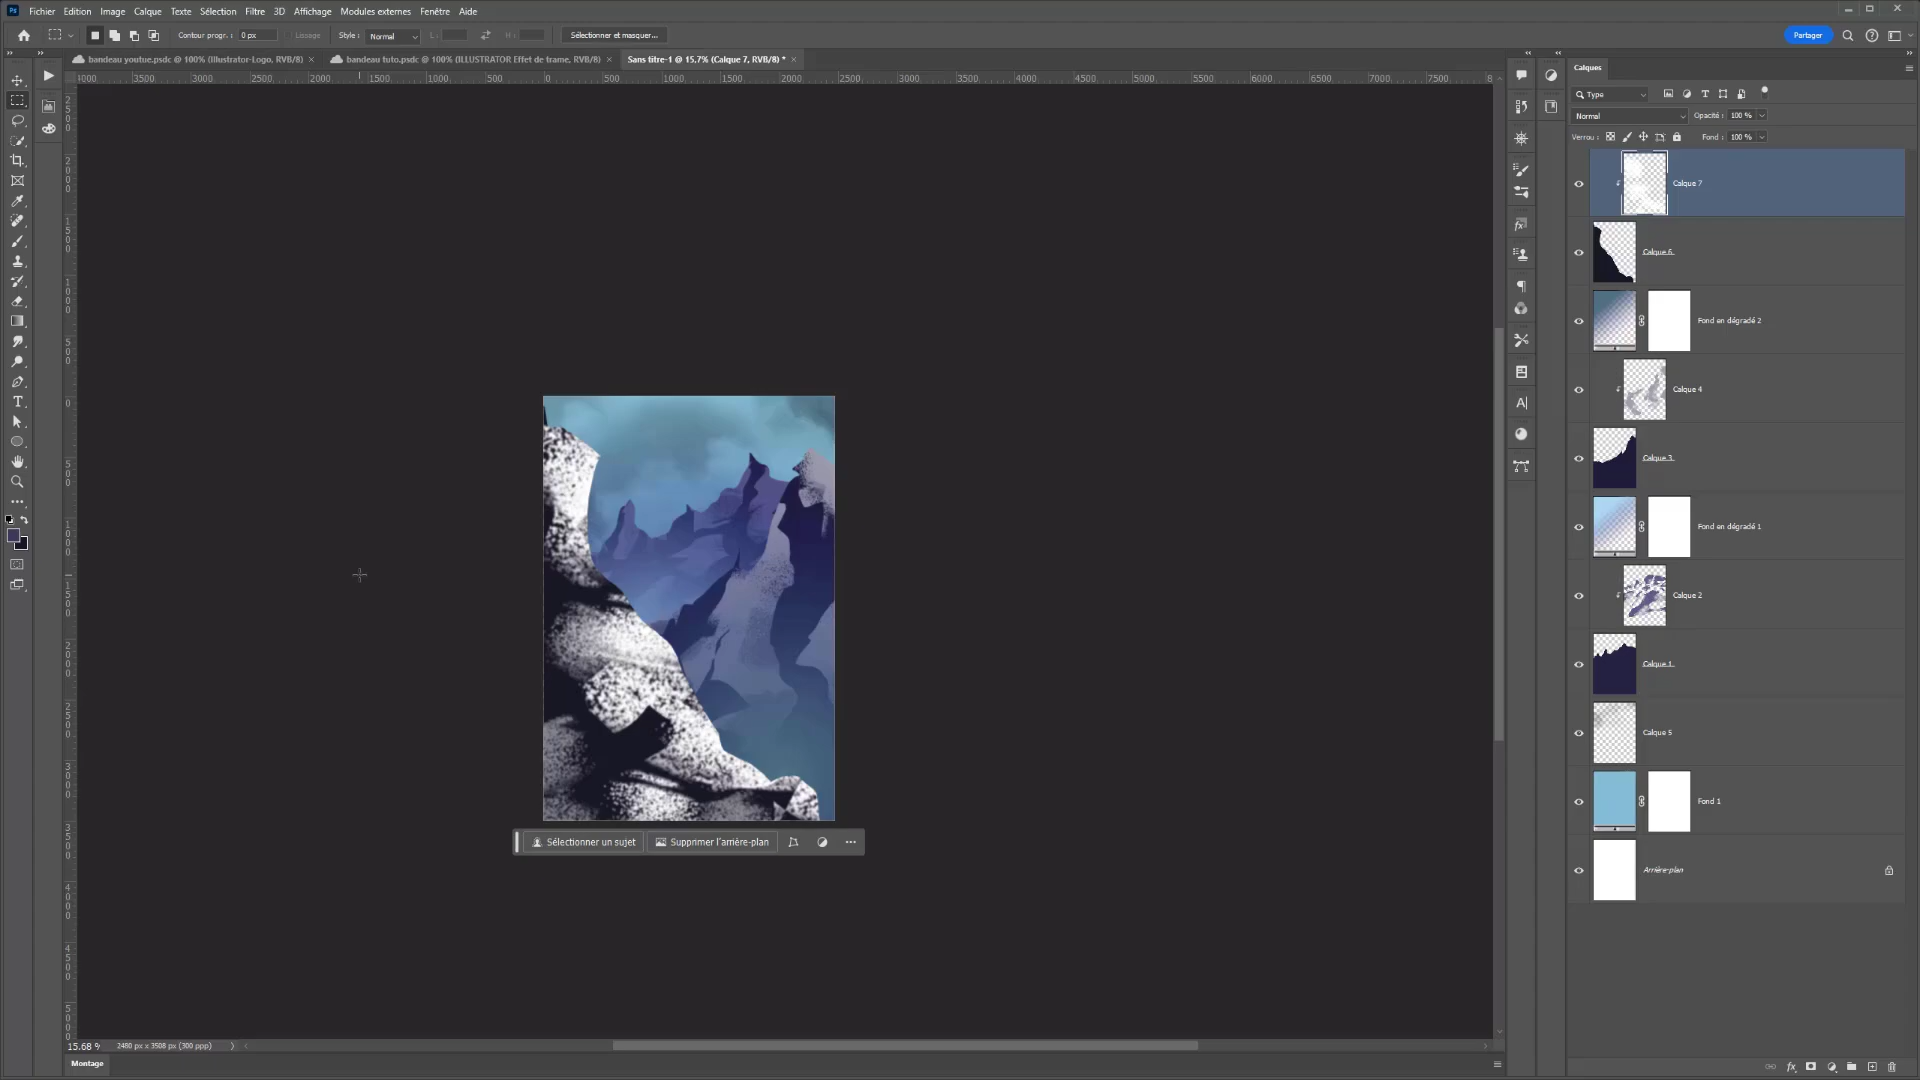 Fichier Edition Image Calque Texte Sélection Filtre 3D Affichage Modules externes Fenêtre Aide
Contour progr. : 0 px Lissage Style : Normal L : H : Sélectionner et masquer... Partager
bandeau youtue.psdc @ 100% (Illustrator-Logo, RVB/8) × bandeau tuto.psdc @ 100% (ILLUSTRATOR Effet de trame, RVB/8) × Sans titre-1 @ 15,7% (Calque 7, RVB/8) * ×
Calques
Type
Normal Opacité : 100 %
Verrou : Fond : 100 %
Calque 7
Calque 6
Fond en dégradé 2
Calque 4
Calque 3
Fond en dégradé 1
Calque 2
Calque 1
Calque 5
Fond 1
Arrière-plan
Sélectionner un sujet Supprimer l'arrière-plan
15.68 % 2480 px x 3508 px (300 ppp)
Montage